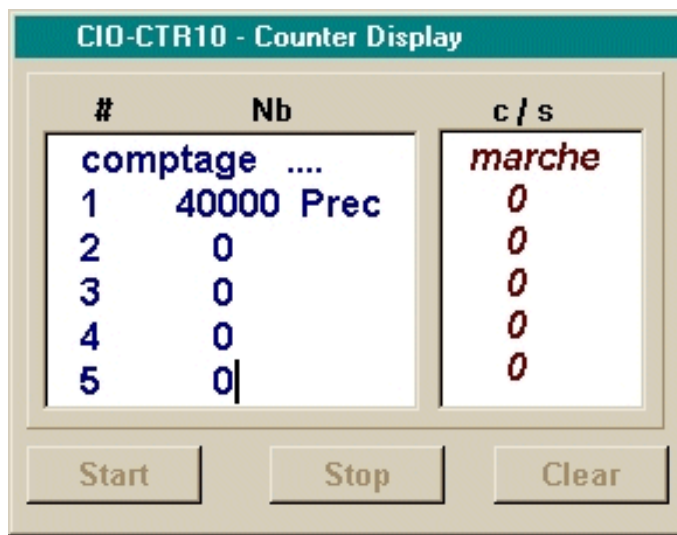 CIO-CTR10 - Counter Display
# Nb c / s
comptage .... marche
1 40000 Prec 0
2 0 0
3 0 0
4 0 0
5 0 0
Start Stop Clear